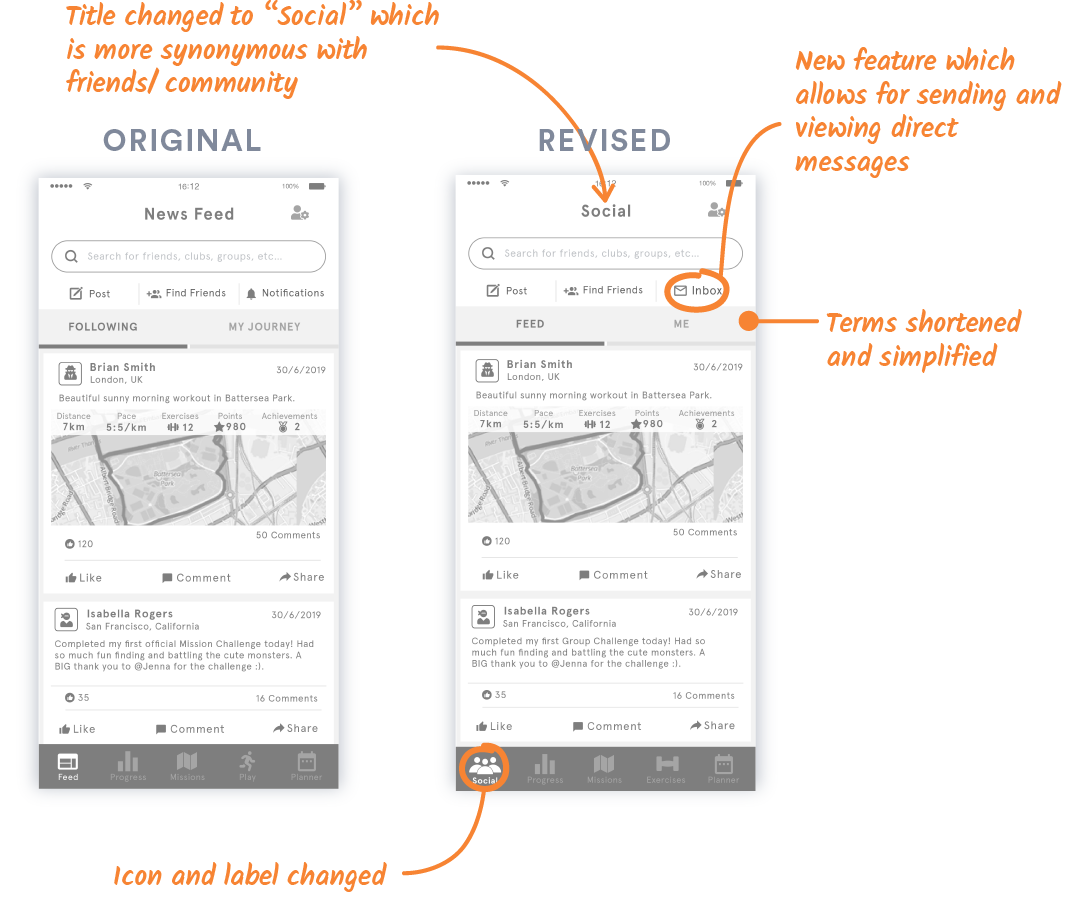 Title changed to “Social” which
is more synonymous with
friends/ community
New feature which
allows for sending and
viewing direct
messages
ORIGINAL
16:12
100%
News Feed
Search for friends, clubs, groups, etc...
Post
Find Friends
Notifications
FOLLOWING
MY JOURNEY
Brian Smith
30/6/2019
London, UK
Beautiful sunny morning workout in Battersea Park.
Distance Pace Exercises Points Achievements
7km 5:5/km 12 980 2
Battersea
Park
Albert Bridge Road
50 Comments
120
Like Comment Share
Isabella Rogers
30/6/2019
San Francisco, California
Completed my first official Mission Challenge today! Had
so much fun finding and battling the cute monsters. A
BIG thank you to @Jenna for the challenge :).
35
16 Comments
Like Comment Share
Feed Progress Missions Play Planner
REVISED
16:12
100%
Social
Search for friends, clubs, groups, etc...
Post
Find Friends
Inbox
FEED
ME
Terms shortened
and simplified
Brian Smith
30/6/2019
London, UK
Beautiful sunny morning workout in Battersea Park.
Distance Pace Exercises Points Achievements
7km 5:5/km 12 980 2
Battersea
Park
Albert Bridge Road
50 Comments
120
Like Comment Share
Isabella Rogers
30/6/2019
San Francisco, California
Completed my first Group Challenge today! Had so
much fun finding and battling the cute monsters. A
BIG thank you to @Jenna for the challenge :).
35
16 Comments
Like Comment Share
Social Progress Missions Exercises Planner
Icon and label changed